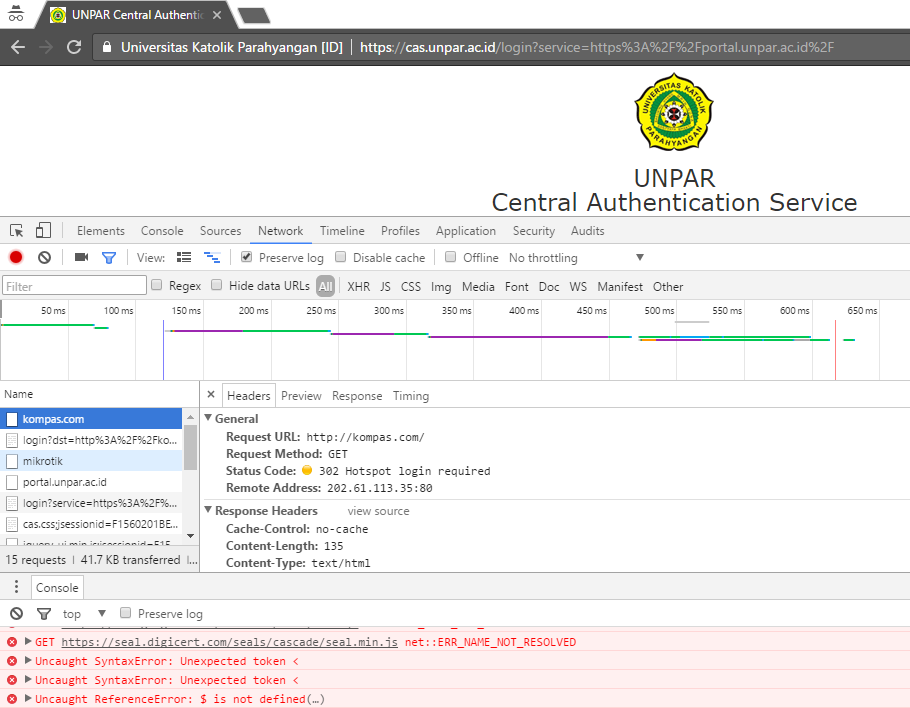 UNPAR Central Authentic
Universitas Katolik Parahyangan [ID] | https://cas.unpar.ac.id/login?service=https%3A%2F%2Fportal.unpar.ac.id%2F
UNIVERSITAS KATOLIK
PARAHYANGAN
UNPAR
Central Authentication Service
Elements Console Sources Network Timeline Profiles Application Security Audits
View: Preserve log Disable cache Offline No throttling
Filter Regex Hide data URLs All XHR JS CSS Img Media Font Doc WS Manifest Other
50 ms 100 ms 150 ms 200 ms 250 ms 300 ms 350 ms 400 ms 450 ms 500 ms 550 ms 600 ms 650 ms
Name
Headers Preview Response Timing
kompas.com
login?dst=http%3A%2F%2Fko...
mikrotik
portal.unpar.ac.id
login?service=https%3A%2F%...
cas.css;jsessionid=F1560201BE...
15 requests | 41.7 KB transferred |...
General
Request URL: http://kompas.com/
Request Method: GET
Status Code: 302 Hotspot login required
Remote Address: 202.61.113.35:80
Response Headers view source
Cache-Control: no-cache
Content-Length: 135
Content-Type: text/html
Console
top Preserve log
GET https://seal.digicert.com/seals/cascade/seal.min.js net::ERR_NAME_NOT_RESOLVED
Uncaught SyntaxError: Unexpected token <
Uncaught SyntaxError: Unexpected token <
Uncaught ReferenceError: $ is not defined(…)